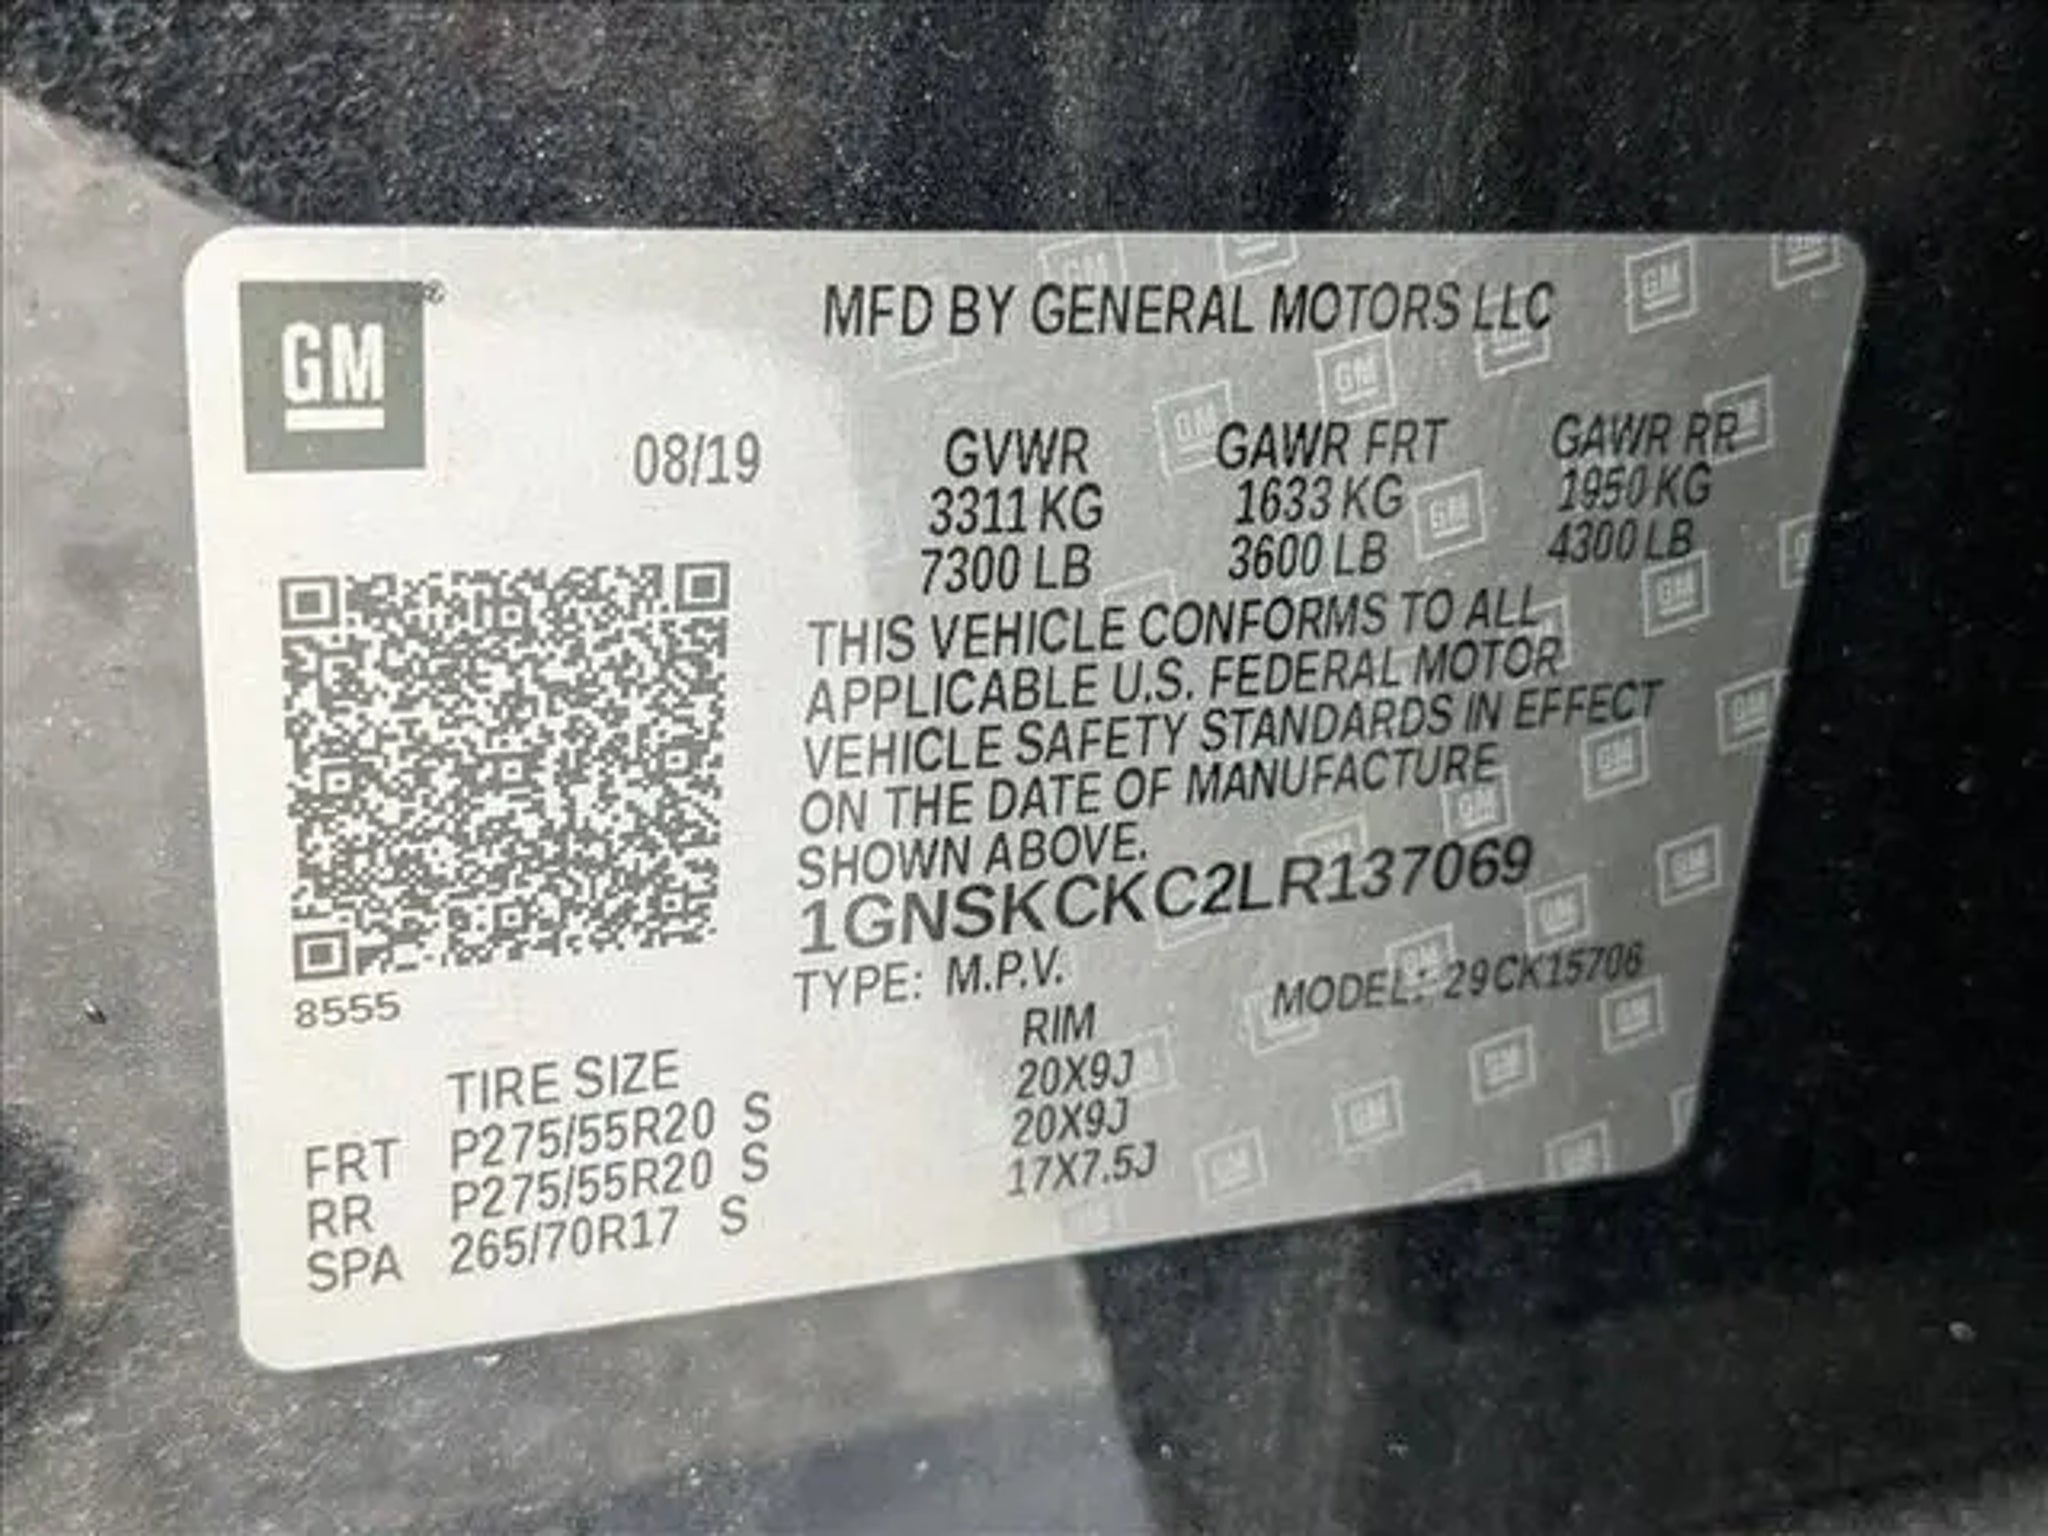 GM®
MFD BY GENERAL MOTORS LLC
08/19
GVWR GAWR FRT GAWR RR
3311 KG 1633 KG 1950 KG
7300 LB 3600 LB 4300 LB
THIS VEHICLE CONFORMS TO ALL
APPLICABLE U.S. FEDERAL MOTOR
VEHICLE SAFETY STANDARDS IN EFFECT
ON THE DATE OF MANUFACTURE
SHOWN ABOVE.
1GNSKCKC2LR137069
TYPE: M.P.V. MODEL: 29CK15706
8555
TIRE SIZE RIM
FRT P275/55R20 S 20X9J
RR P275/55R20 S 20X9J
SPA 265/70R17 S 17X7.5J